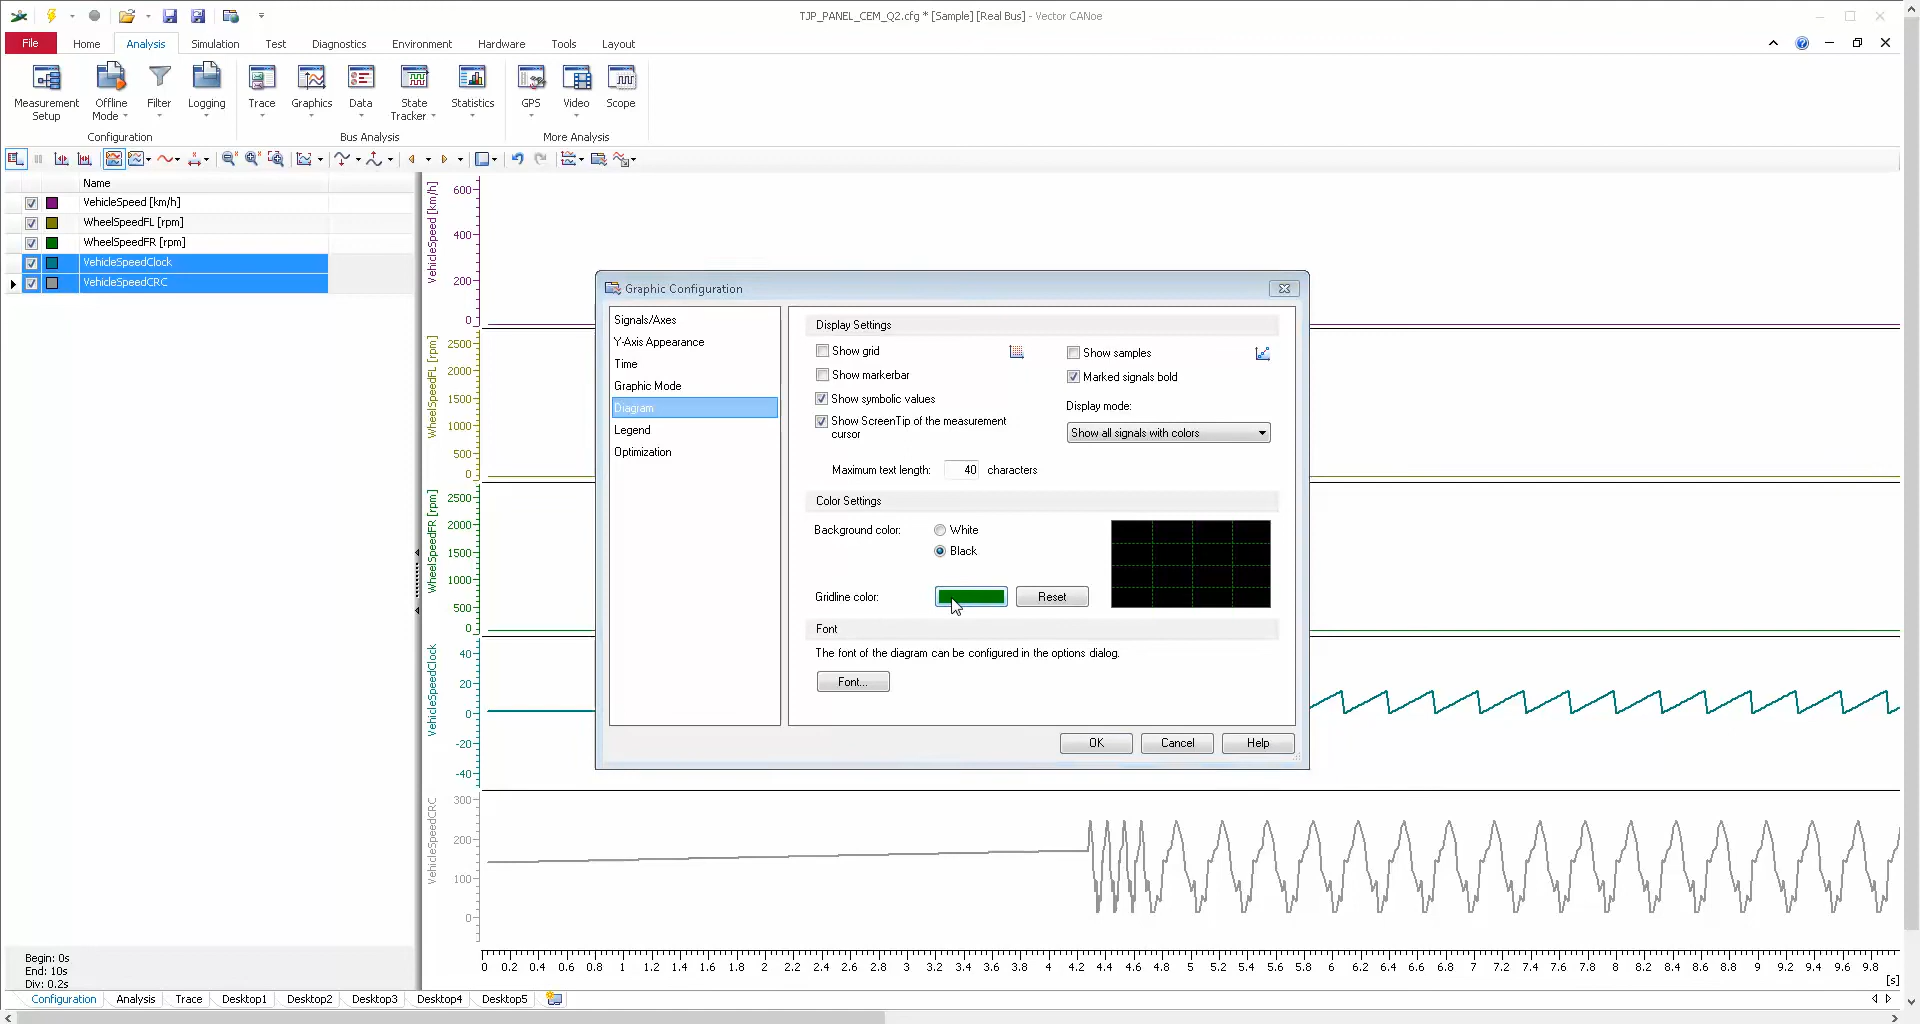 TJP_PANEL_CEM_Q2.cfg * [Sample] [Real Bus] - Vector CANoe
File Home Analysis Simulation Test Diagnostics Environment Hardware Tools Layout
Measurement Setup
Offline Mode
Filter
Logging
Trace
Graphics
Data
State Tracker
Statistics
GPS
Video
Scope
Configuration
Bus Analysis
More Analysis
Name
VehicleSpeed [km/h]
WheelSpeedFL [rpm]
WheelSpeedFR [rpm]
VehicleSpeedClock
VehicleSpeedCRC
VehicleSpeed [km/h]
600
400
200
0
WheelSpeedFL [rpm]
2500
2000
1500
1000
500
0
WheelSpeedFR [rpm]
2500
2000
1500
1000
500
0
VehicleSpeedClock
40
20
0
-20
-40
VehicleSpeedCRC
300
200
100
0
Graphic Configuration
Signals/Axes
Y-Axis Appearance
Time
Graphic Mode
Diagram
Legend
Optimization
Display Settings
Show grid
Show samples
Show markerbar
Marked signals bold
Show symbolic values
Display mode:
Show ScreenTip of the measurement
cursor
Show all signals with colors
Maximum text length: 40 characters
Color Settings
Background color: White
Black
Gridline color: Reset
Font
The font of the diagram can be configured in the options dialog.
Font...
OK Cancel Help
0 0.2 0.4 0.6 0.8 1 1.2 1.4 1.6 1.8 2 2.2 2.4 2.6 2.8 3 3.2 3.4 3.6 3.8 4 4.2 4.4 4.6 4.8 5 5.2 5.4 5.6 5.8 6 6.2 6.4 6.6 6.8 7 7.2 7.4 7.6 7.8 8 8.2 8.4 8.6 8.8 9 9.2 9.4 9.6 9.8
[s]
Begin: 0s
End: 10s
Div: 0.2s
Configuration Analysis Trace Desktop1 Desktop2 Desktop3 Desktop4 Desktop5